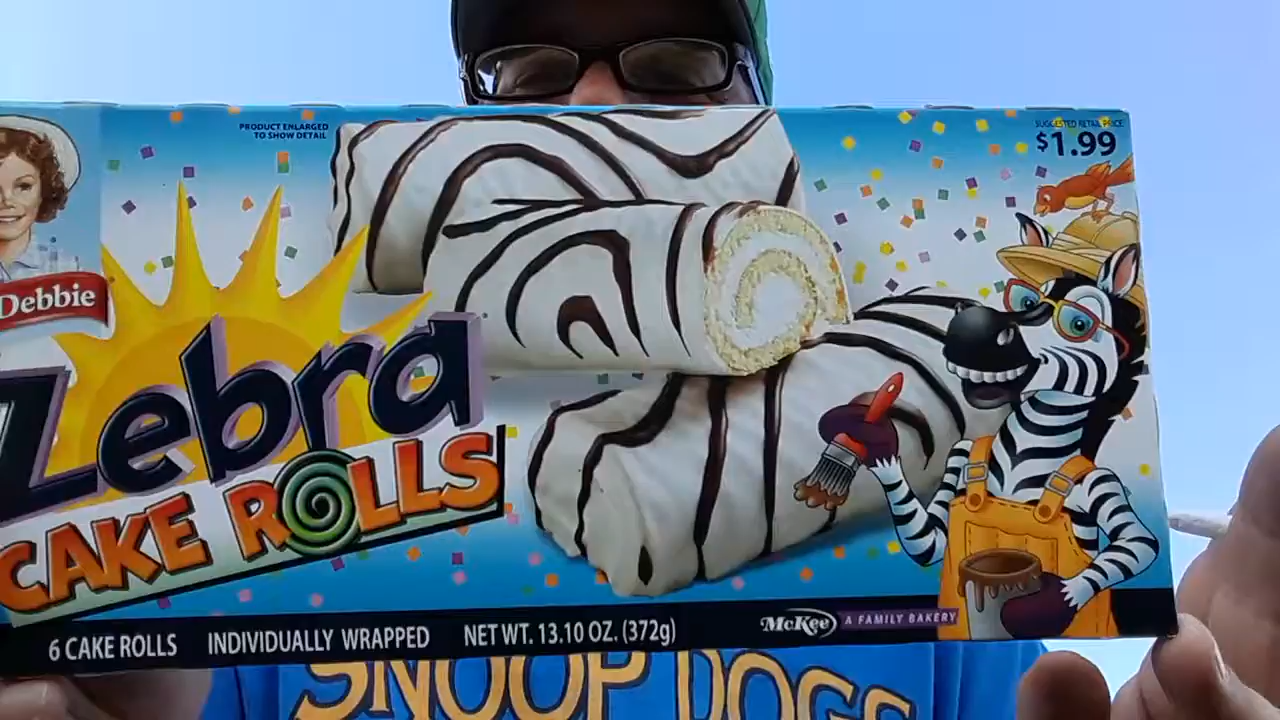 PRODUCT ENLARGED
TO SHOW DETAIL
SUGGESTED RETAIL PRICE
$1.99
Debbie
Zebra
CAKE ROLLS
6 CAKE ROLLS INDIVIDUALLY WRAPPED NET WT. 13.10 OZ. (372g)
McKee A FAMILY BAKERY
SNOOP DOGG